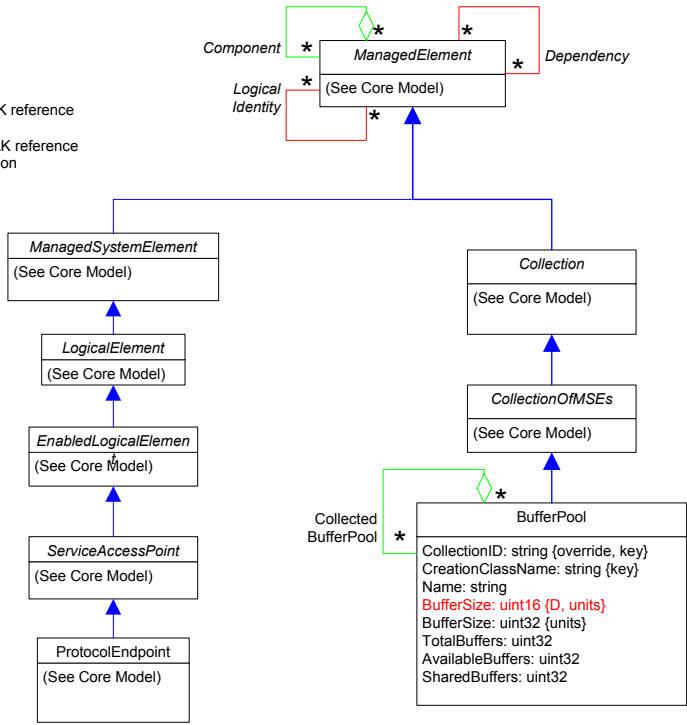 Component
*
*
ManagedElement
(See Core Model)
*
*
Dependency
Logical
Identity
*
*
K reference
K reference
on
ManagedSystemElement
(See Core Model)
LogicalElement
(See Core Model)
EnabledLogicalElemen
t
(See Core Model)
ServiceAccessPoint
(See Core Model)
ProtocolEndpoint
(See Core Model)
Collection
(See Core Model)
CollectionOfMSEs
(See Core Model)
Collected
BufferPool
*
*
BufferPool
CollectionID: string {override, key}
CreationClassName: string {key}
Name: string
BufferSize: uint16 {D, units}
BufferSize: uint32 {units}
TotalBuffers: uint32
AvailableBuffers: uint32
SharedBuffers: uint32